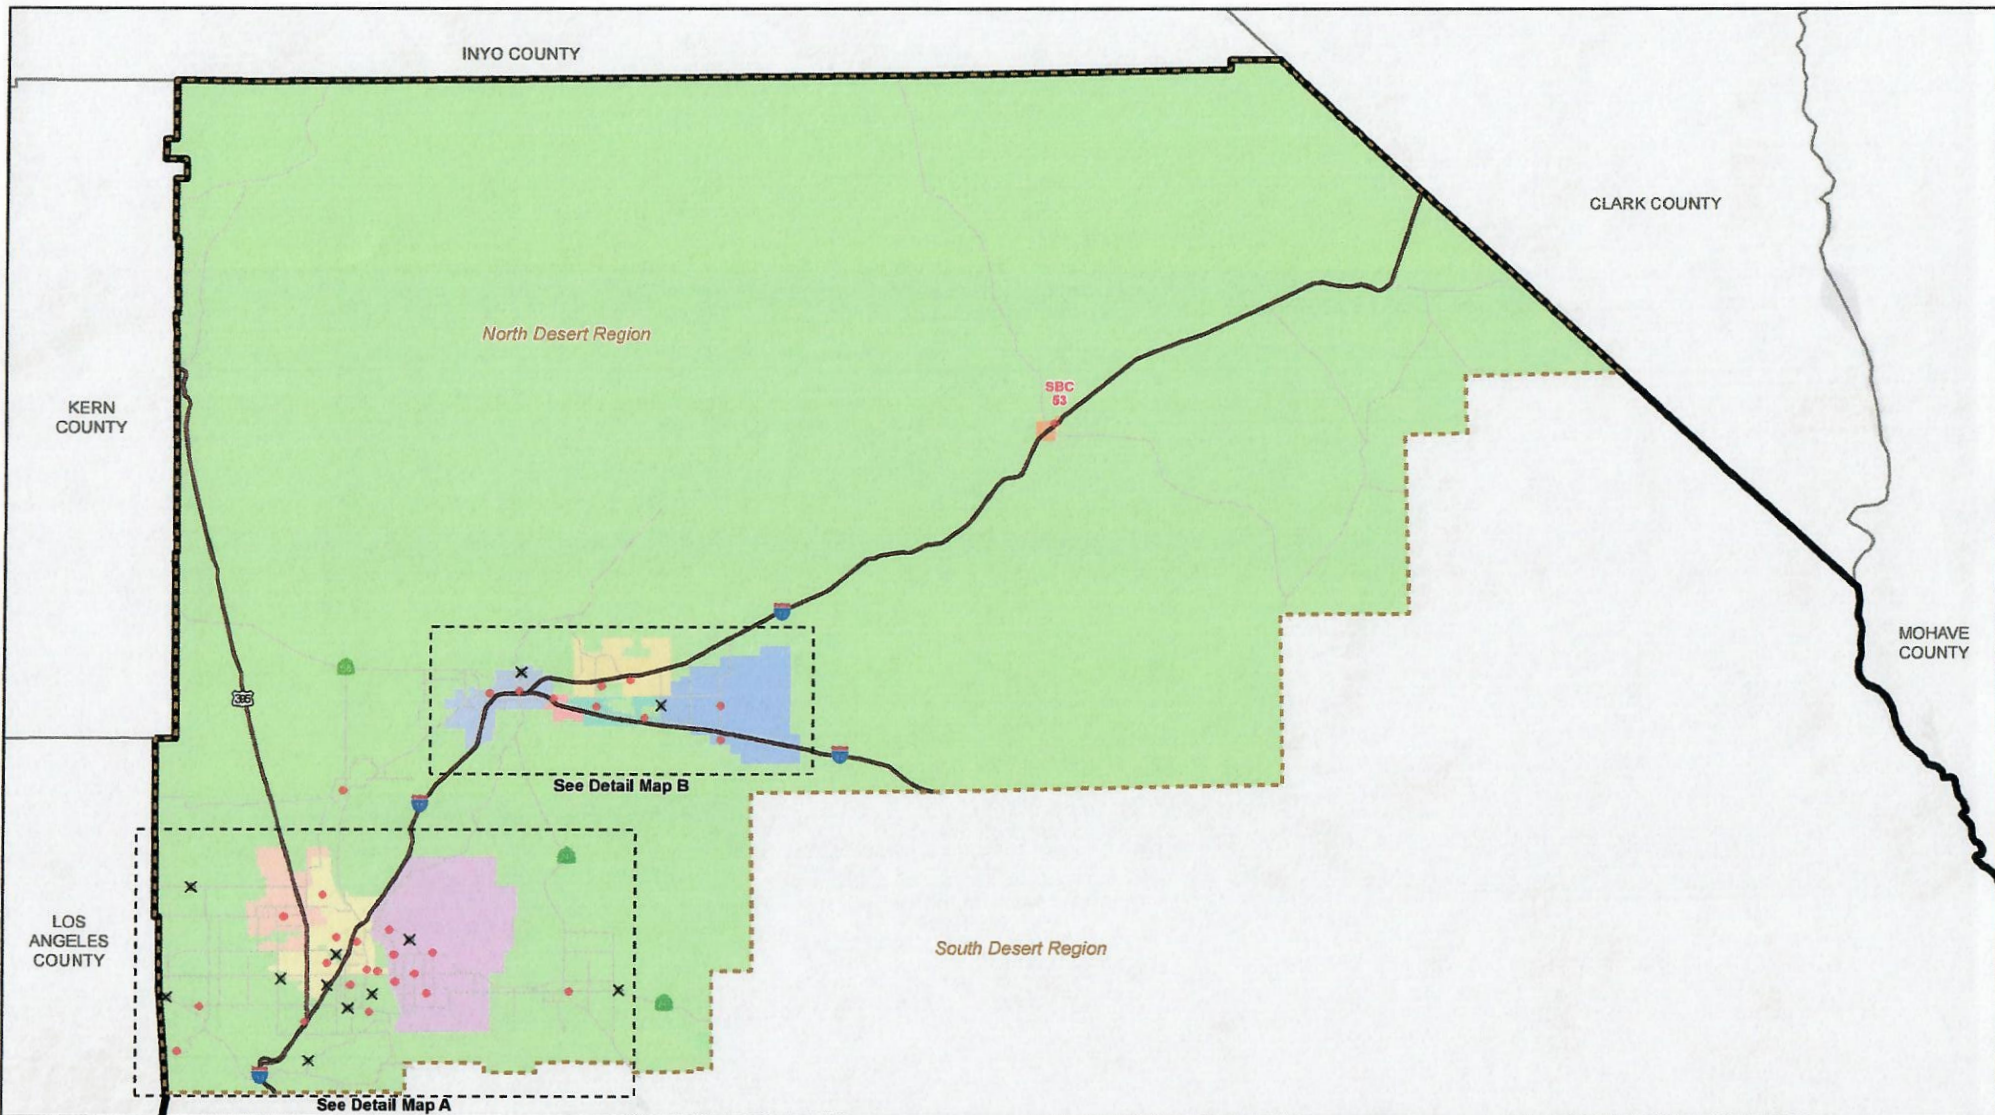 INYO COUNTY
CLARK COUNTY
North Desert Region
KERN
COUNTY
SBC
53
MOHAVE
COUNTY
395
See Detail Map B
LOS
ANGELES
COUNTY
South Desert Region
See Detail Map A